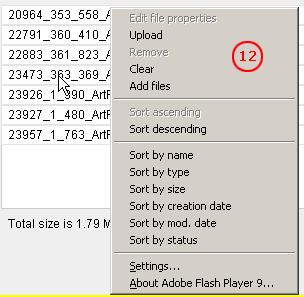 20964_353_558_A
22791_360_410_A
22883_361_823_A
23473_363_369_A
23926_1_390_ArtF
23927_1_480_ArtF
23957_1_763_ArtF
Total size is 1.79 M
Edit file properties
Upload
Remove
Clear
Add files
12
Sort ascending
Sort descending
Sort by name
Sort by type
Sort by size
Sort by creation date
Sort by mod. date
Sort by status
Settings...
About Adobe Flash Player 9...